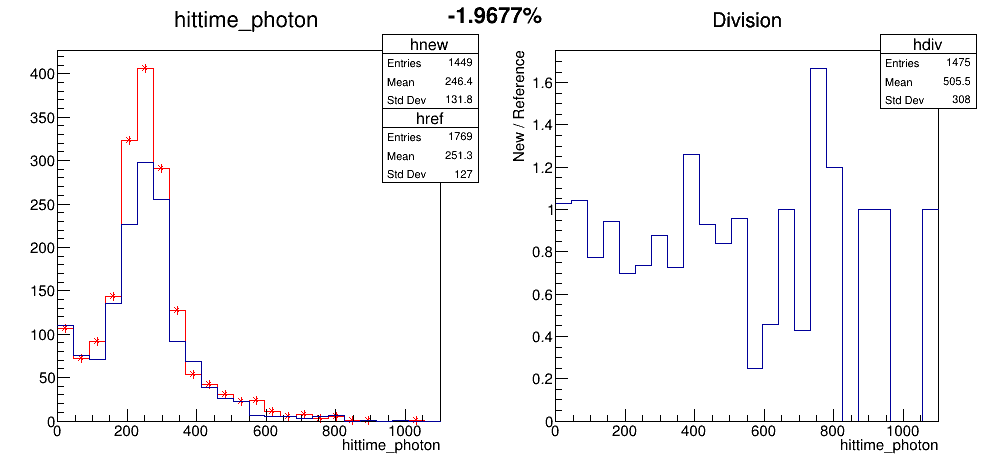 -1.9677%
hittime_photon
hnew
Entries 1449
Mean 246.4
Std Dev 131.8
href
Entries 1769
Mean 251.3
Std Dev 127
400
350
300
250
200
150
100
50
0
0 200 400 600 800 1000
hittime_photon
Division
hdiv
Entries 1475
Mean 505.5
Std Dev 308
New / Reference
1.6
1.4
1.2
1
0.8
0.6
0.4
0.2
0
0 200 400 600 800 1000
hittime_photon